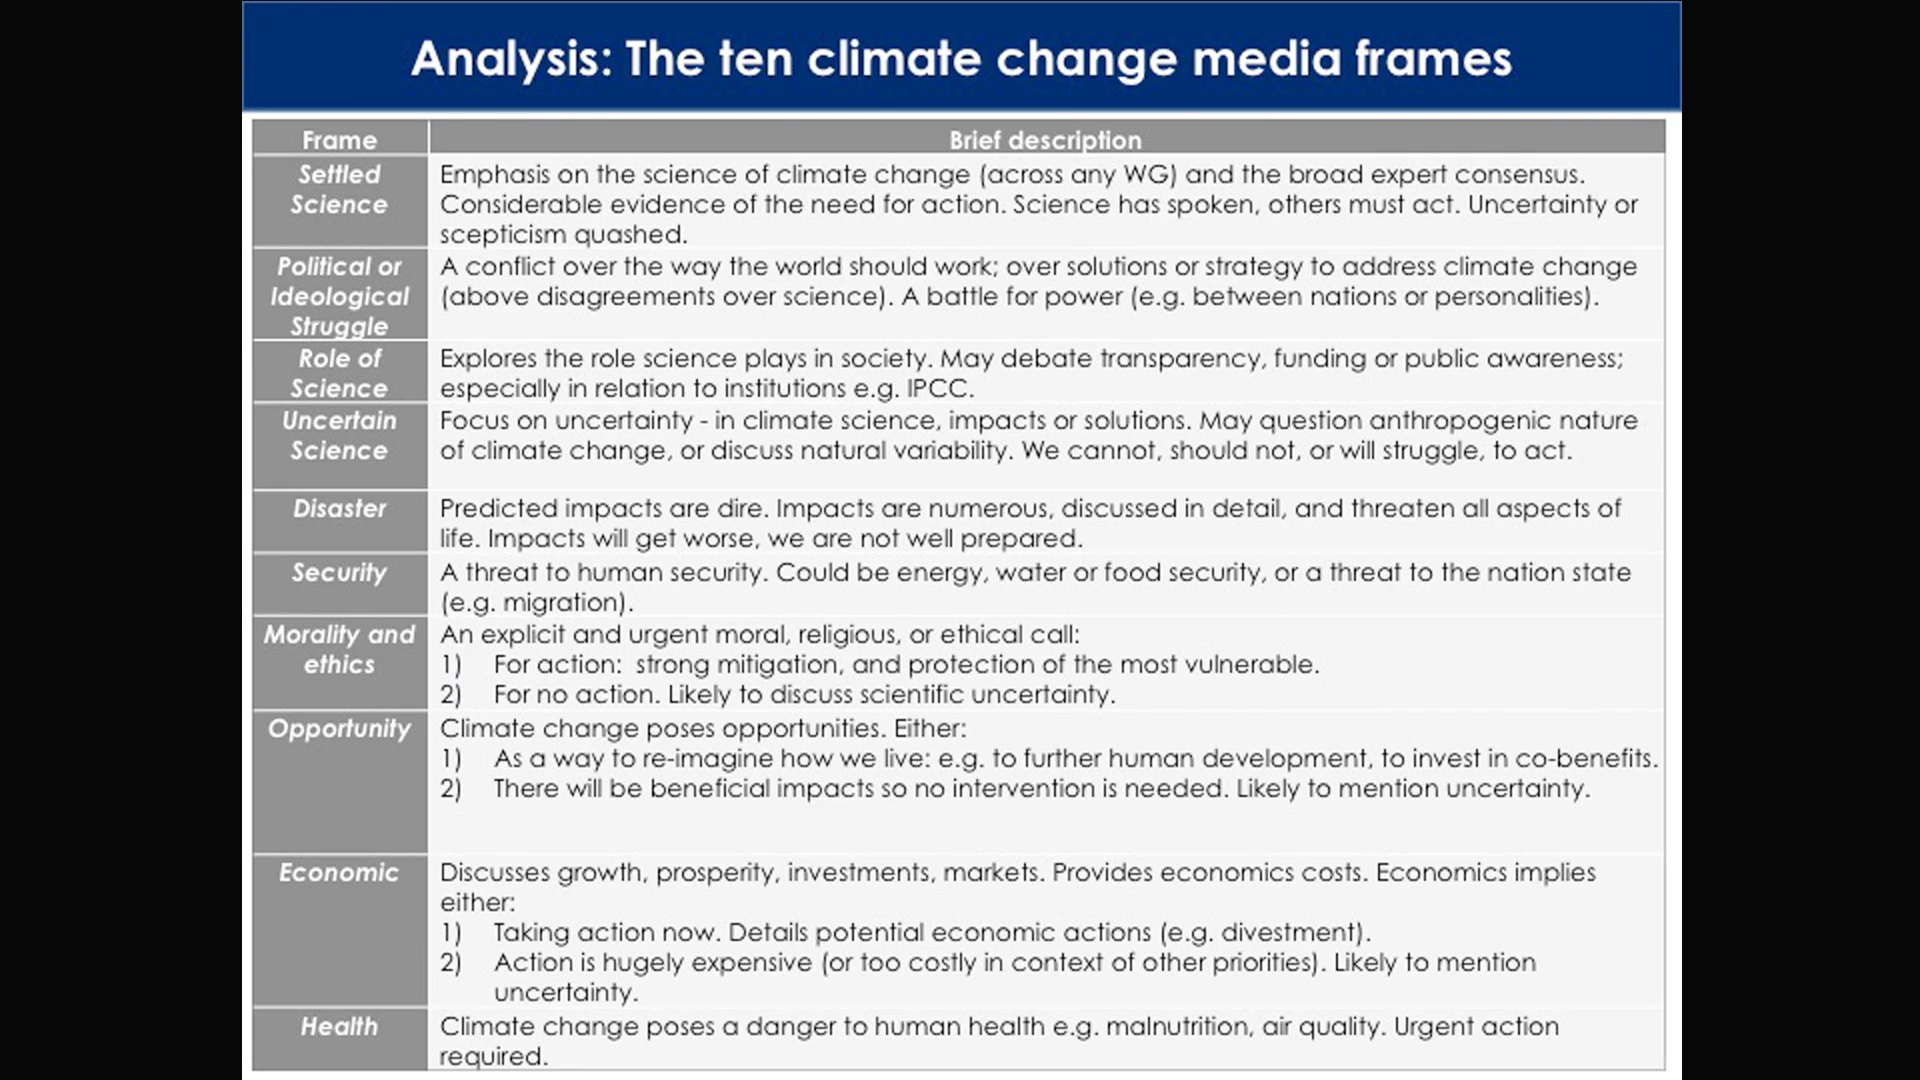 Analysis: The ten climate change media frames
Frame
Brief description
Settled
Science
Emphasis on the science of climate change (across any WG) and the broad expert consensus.
Considerable evidence of the need for action. Science has spoken, others must act. Uncertainty or
scepticism quashed.
Political or
Ideological
Struggle
A conflict over the way the world should work; over solutions or strategy to address climate change
(above disagreements over science). A battle for power (e.g. between nations or personalities).
Role of
Science
Explores the role science plays in society. May debate transparency, funding or public awareness;
especially in relation to institutions e.g. IPCC.
Uncertain
Science
Focus on uncertainty - in climate science, impacts or solutions. May question anthropogenic nature
of climate change, or discuss natural variability. We cannot, should not, or will struggle, to act.
Disaster
Predicted impacts are dire. Impacts are numerous, discussed in detail, and threaten all aspects of
life. Impacts will get worse, we are not well prepared.
Security
A threat to human security. Could be energy, water or food security, or a threat to the nation state
(e.g. migration).
Morality and
ethics
An explicit and urgent moral, religious, or ethical call:
1) For action: strong mitigation, and protection of the most vulnerable.
2) For no action. Likely to discuss scientific uncertainty.
Opportunity
Climate change poses opportunities. Either:
1) As a way to re-imagine how we live: e.g. to further human development, to invest in co-benefits.
2) There will be beneficial impacts so no intervention is needed. Likely to mention uncertainty.
Economic
Discusses growth, prosperity, investments, markets. Provides economics costs. Economics implies
either:
1) Taking action now. Details potential economic actions (e.g. divestment).
2) Action is hugely expensive (or too costly in context of other priorities). Likely to mention
uncertainty.
Health
Climate change poses a danger to human health e.g. malnutrition, air quality. Urgent action
required.